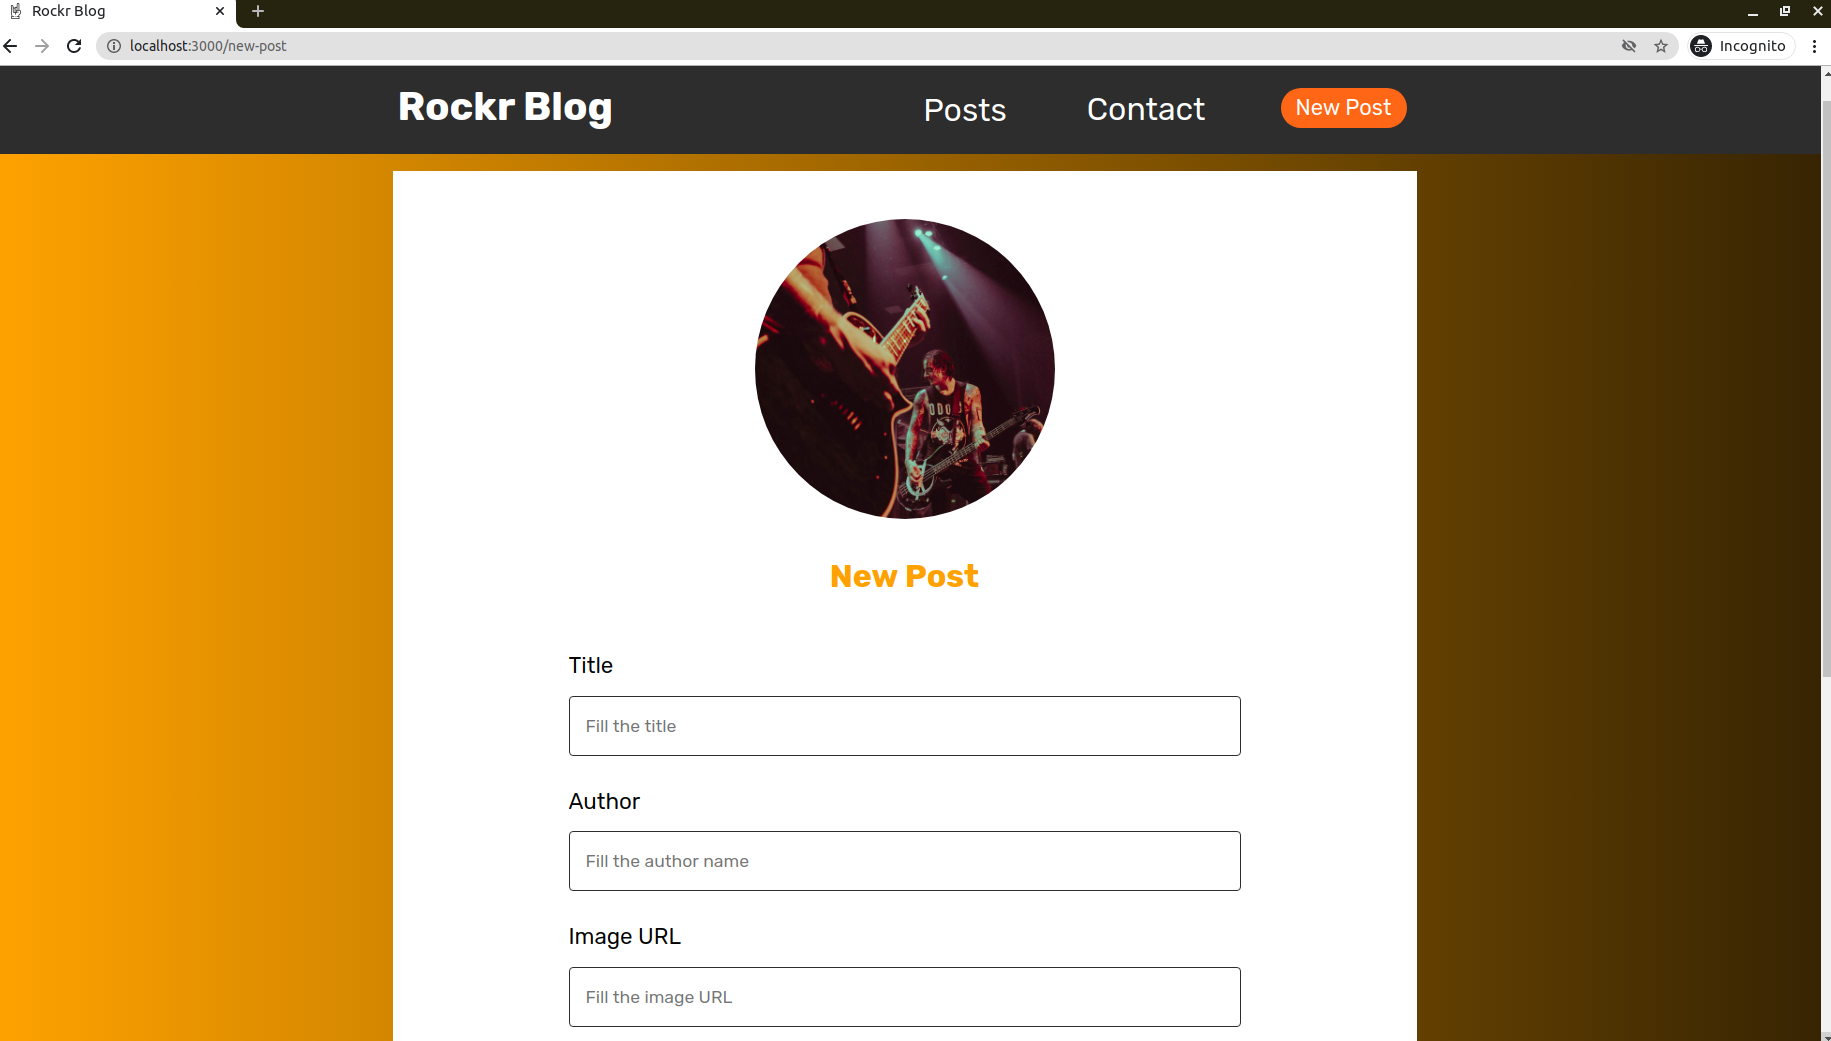 Rockr Blog
localhost:3000/new-post
Incognito
Rockr Blog
Posts
Contact
New Post
New Post
Title
Fill the title
Author
Fill the author name
Image URL
Fill the image URL